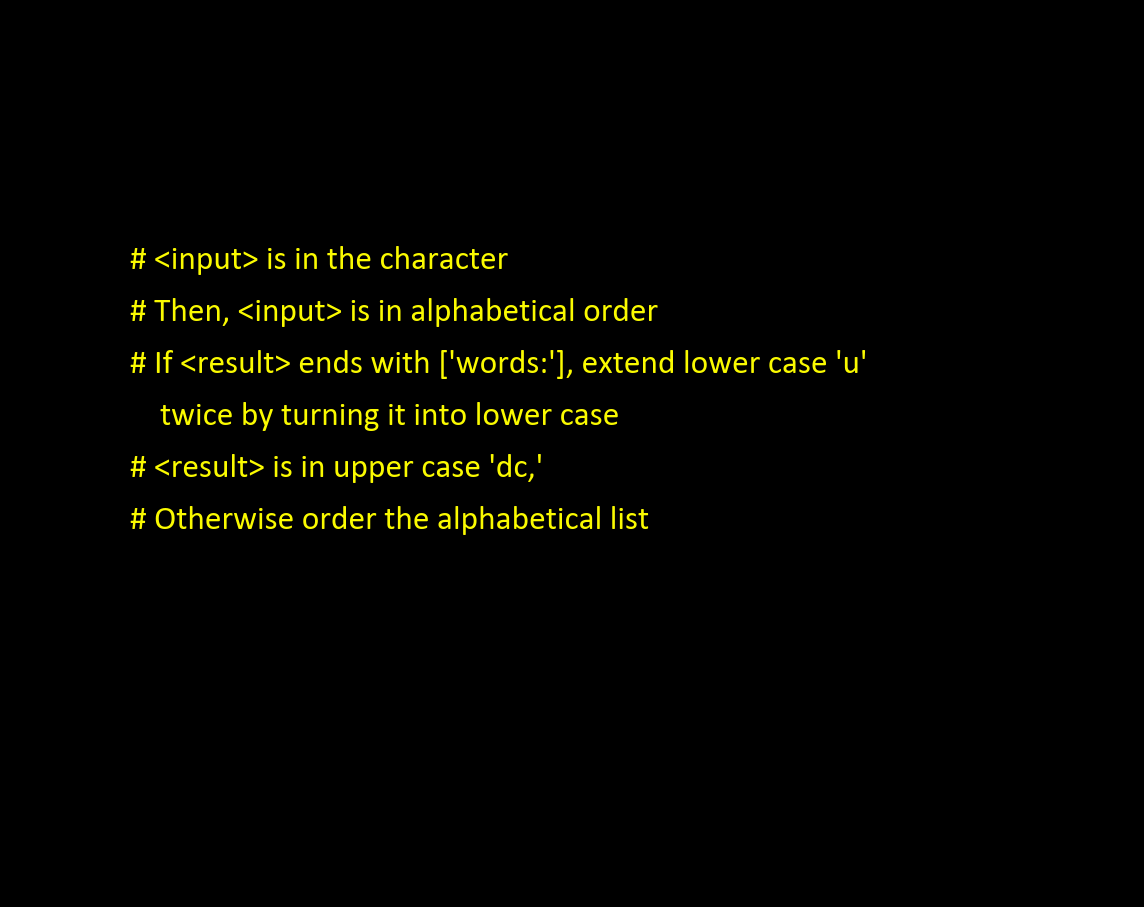 # <input> is in the character
# Then, <input> is in alphabetical order
# If <result> ends with ['words:'], extend lower case 'u'
twice by turning it into lower case
# <result> is in upper case 'dc,'
# Otherwise order the alphabetical list